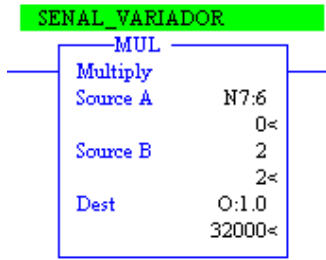 SENAL_VARIADOR
MUL
Multiply
Source A N7:6
0<
Source B 2
2<
Dest O:1.0
32000<